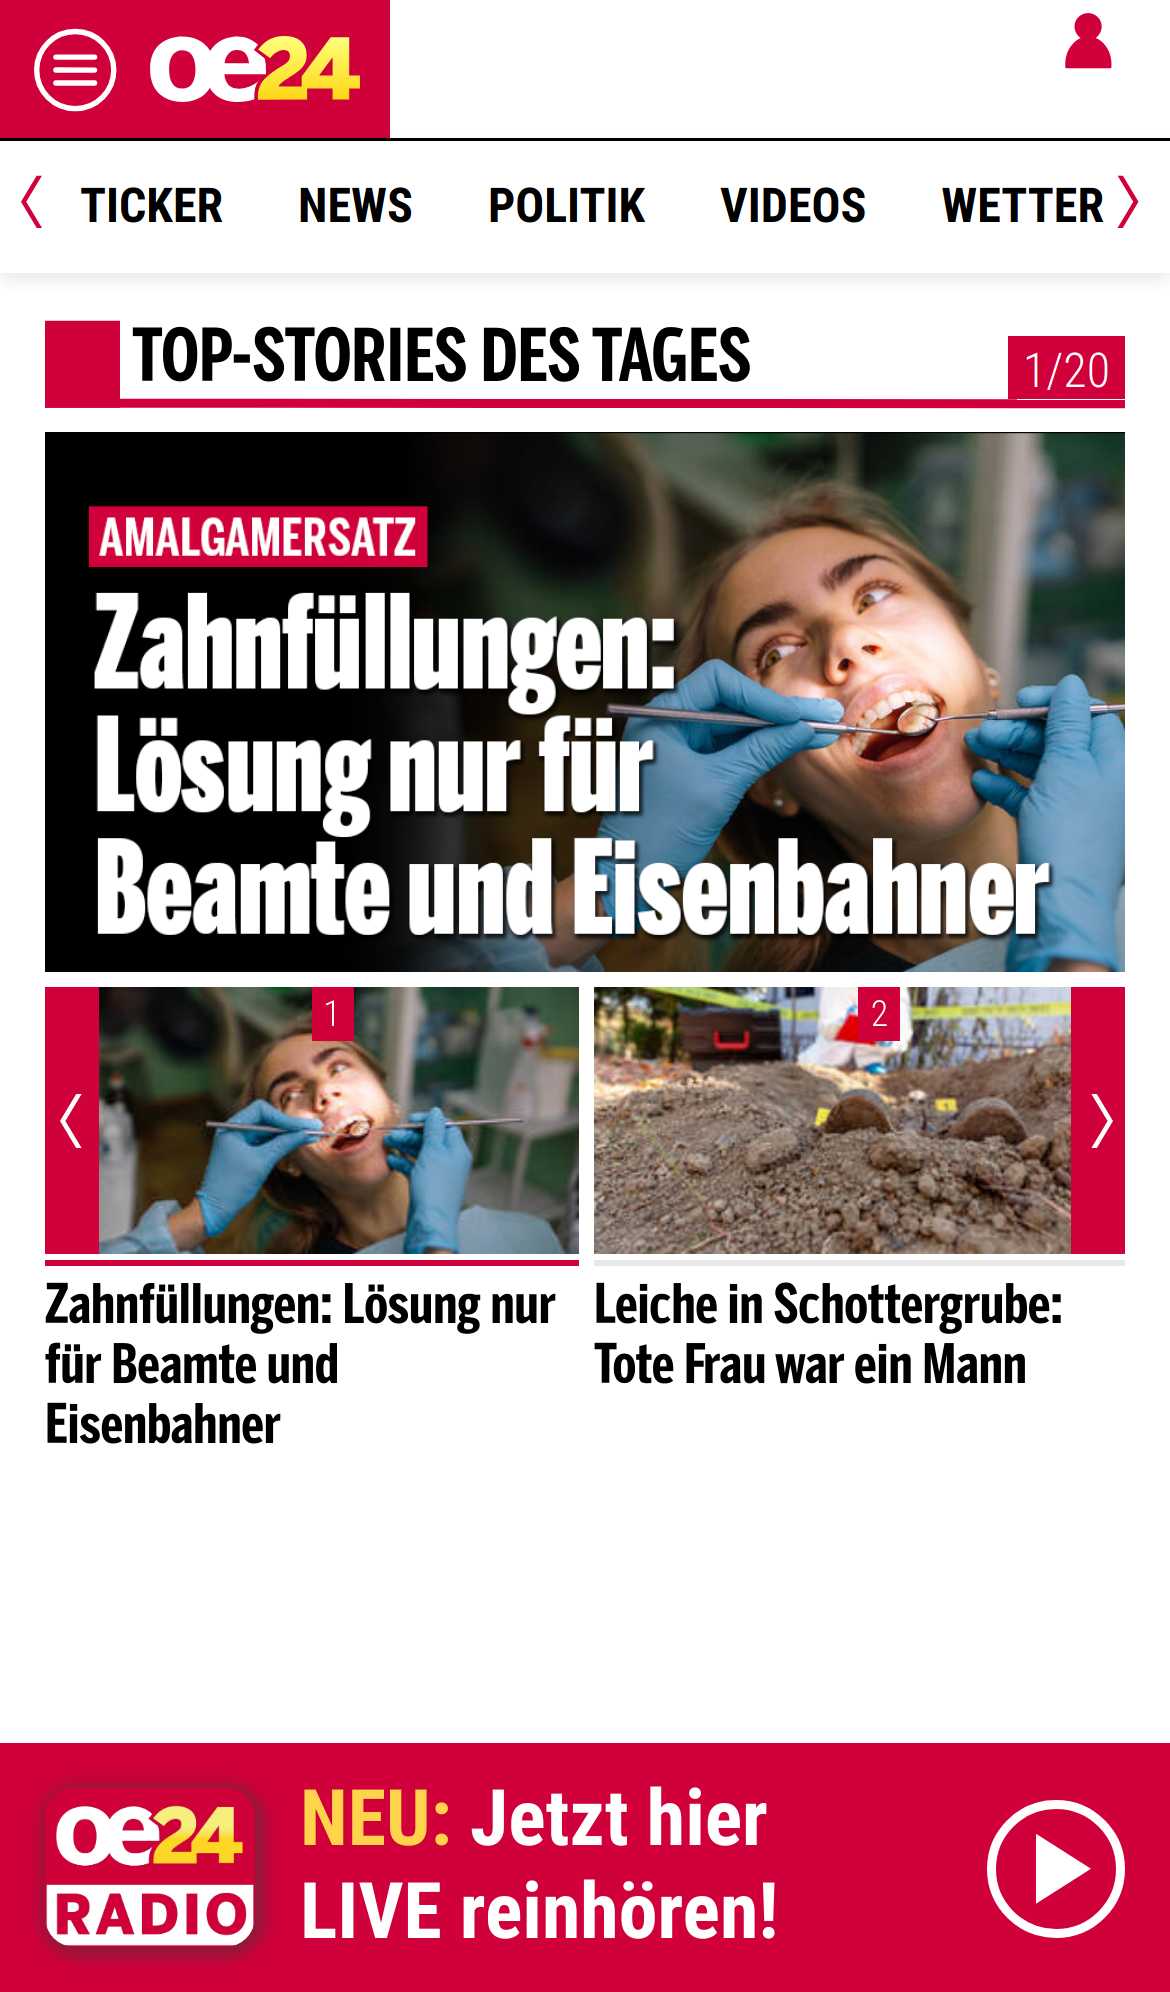 oe24
TICKER NEWS POLITIK VIDEOS WETTER
TOP-STORIES DES TAGES
1/20
AMALGAMERSATZ
Zahnfüllungen:
Lösung nur für
Beamte und Eisenbahner
1
Zahnfüllungen: Lösung nur
für Beamte und
Eisenbahner
2
Leiche in Schottergrube:
Tote Frau war ein Mann
oe24
RADIO
NEU: Jetzt hier
LIVE reinhören!